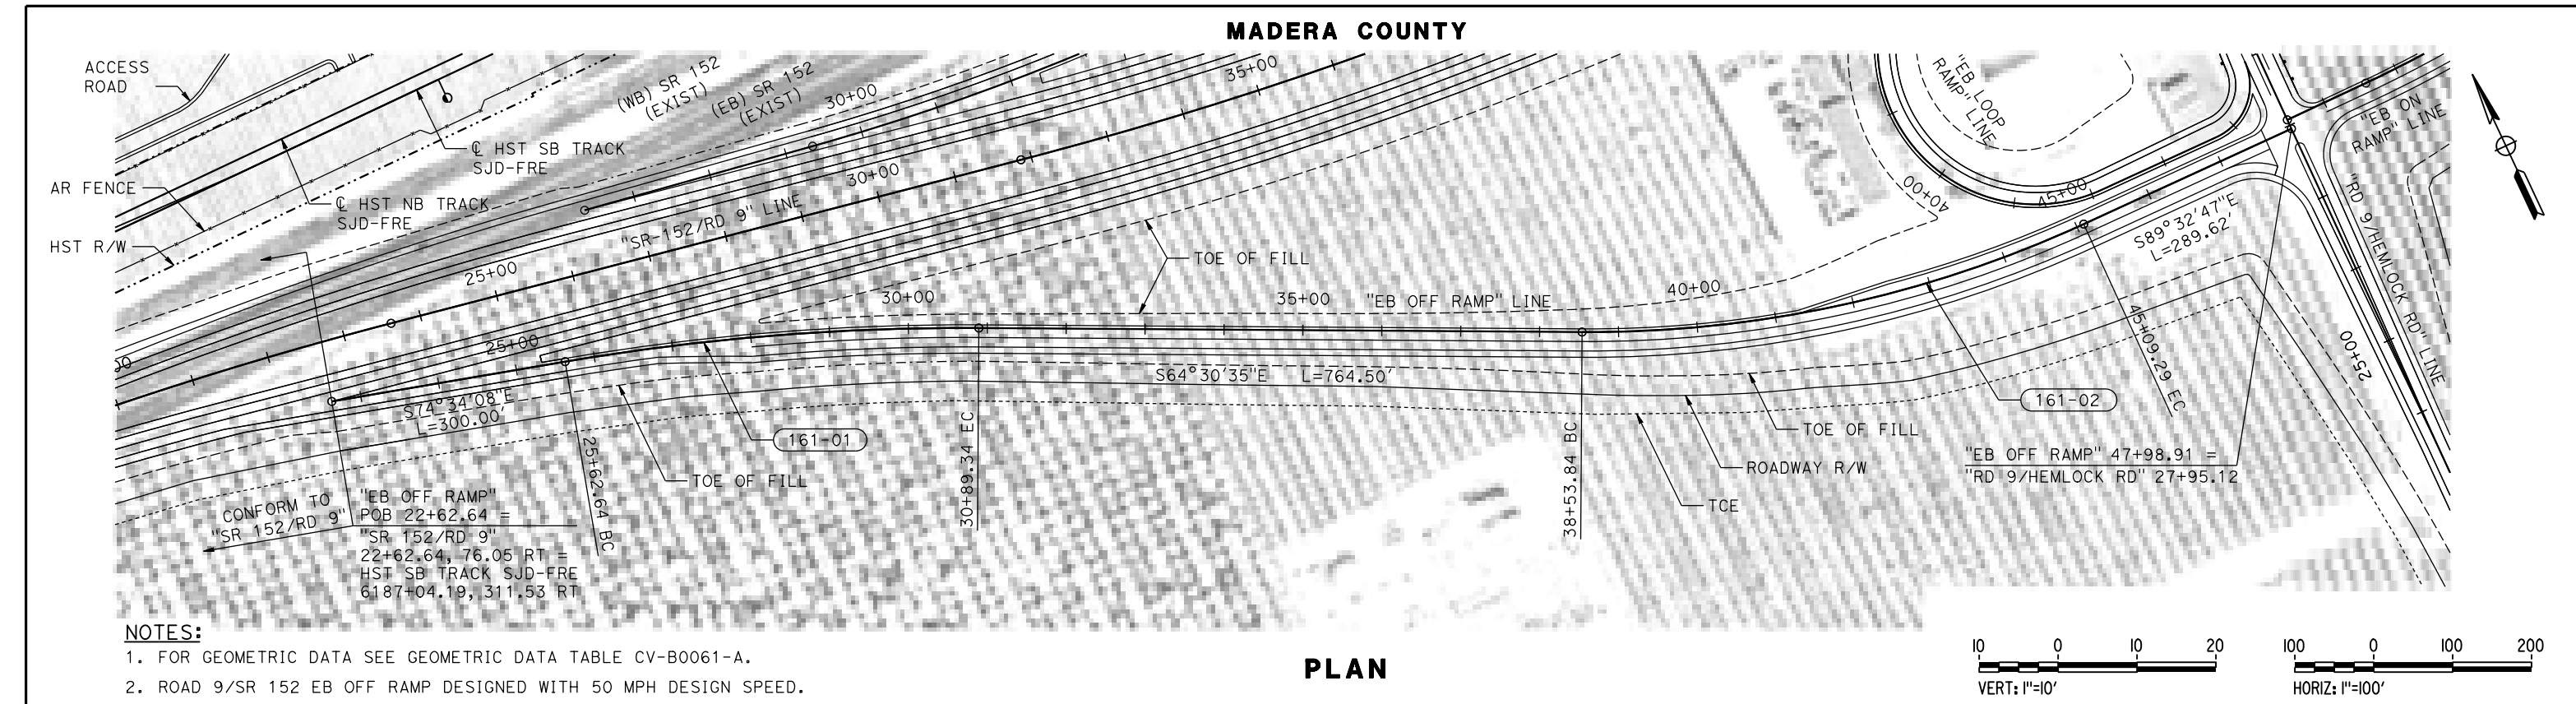 MADERA COUNTY
ACCESS
ROAD
(WB) SR 152
(EXIST)
(EB) SR 152
(EXIST)
30+00
35+00
"EB LOOP
RAMP" LINE
"EB ON
RAMP" LINE
℄ HST SB TRACK
SJD-FRE
AR FENCE
℄ HST NB TRACK
SJD-FRE
HST R/W
30+00
"SR-152/RD 9" LINE
25+00
40+00
45+00
S89°32'47"E
L=289.62'
"RD 9/HEMLOCK RD" LINE
TOE OF FILL
30+00
35+00
"EB OFF RAMP" LINE
40+00
25+00
45+09.29 EC
25+00
S64°30'35"E L=764.50'
S74°34'08"E
L=300.00'
161-01
161-02
25+62.64 BC
30+89.34 EC
38+53.84 BC
TOE OF FILL
ROADWAY R/W
TCE
TOE OF FILL
"EB OFF RAMP" 47+98.91 =
"RD 9/HEMLOCK RD" 27+95.12
CONFORM TO
"SR 152/RD 9"
"EB OFF RAMP"
POB 22+62.64 =
"SR 152/RD 9"
22+62.64, 76.05 RT =
HST SB TRACK SJD-FRE
6187+04.19, 311.53 RT
NOTES:
1. FOR GEOMETRIC DATA SEE GEOMETRIC DATA TABLE CV-B0061-A.
2. ROAD 9/SR 152 EB OFF RAMP DESIGNED WITH 50 MPH DESIGN SPEED.
PLAN
10 0 10 20
VERT: 1"=10'
100 0 100 200
HORIZ: 1"=100'